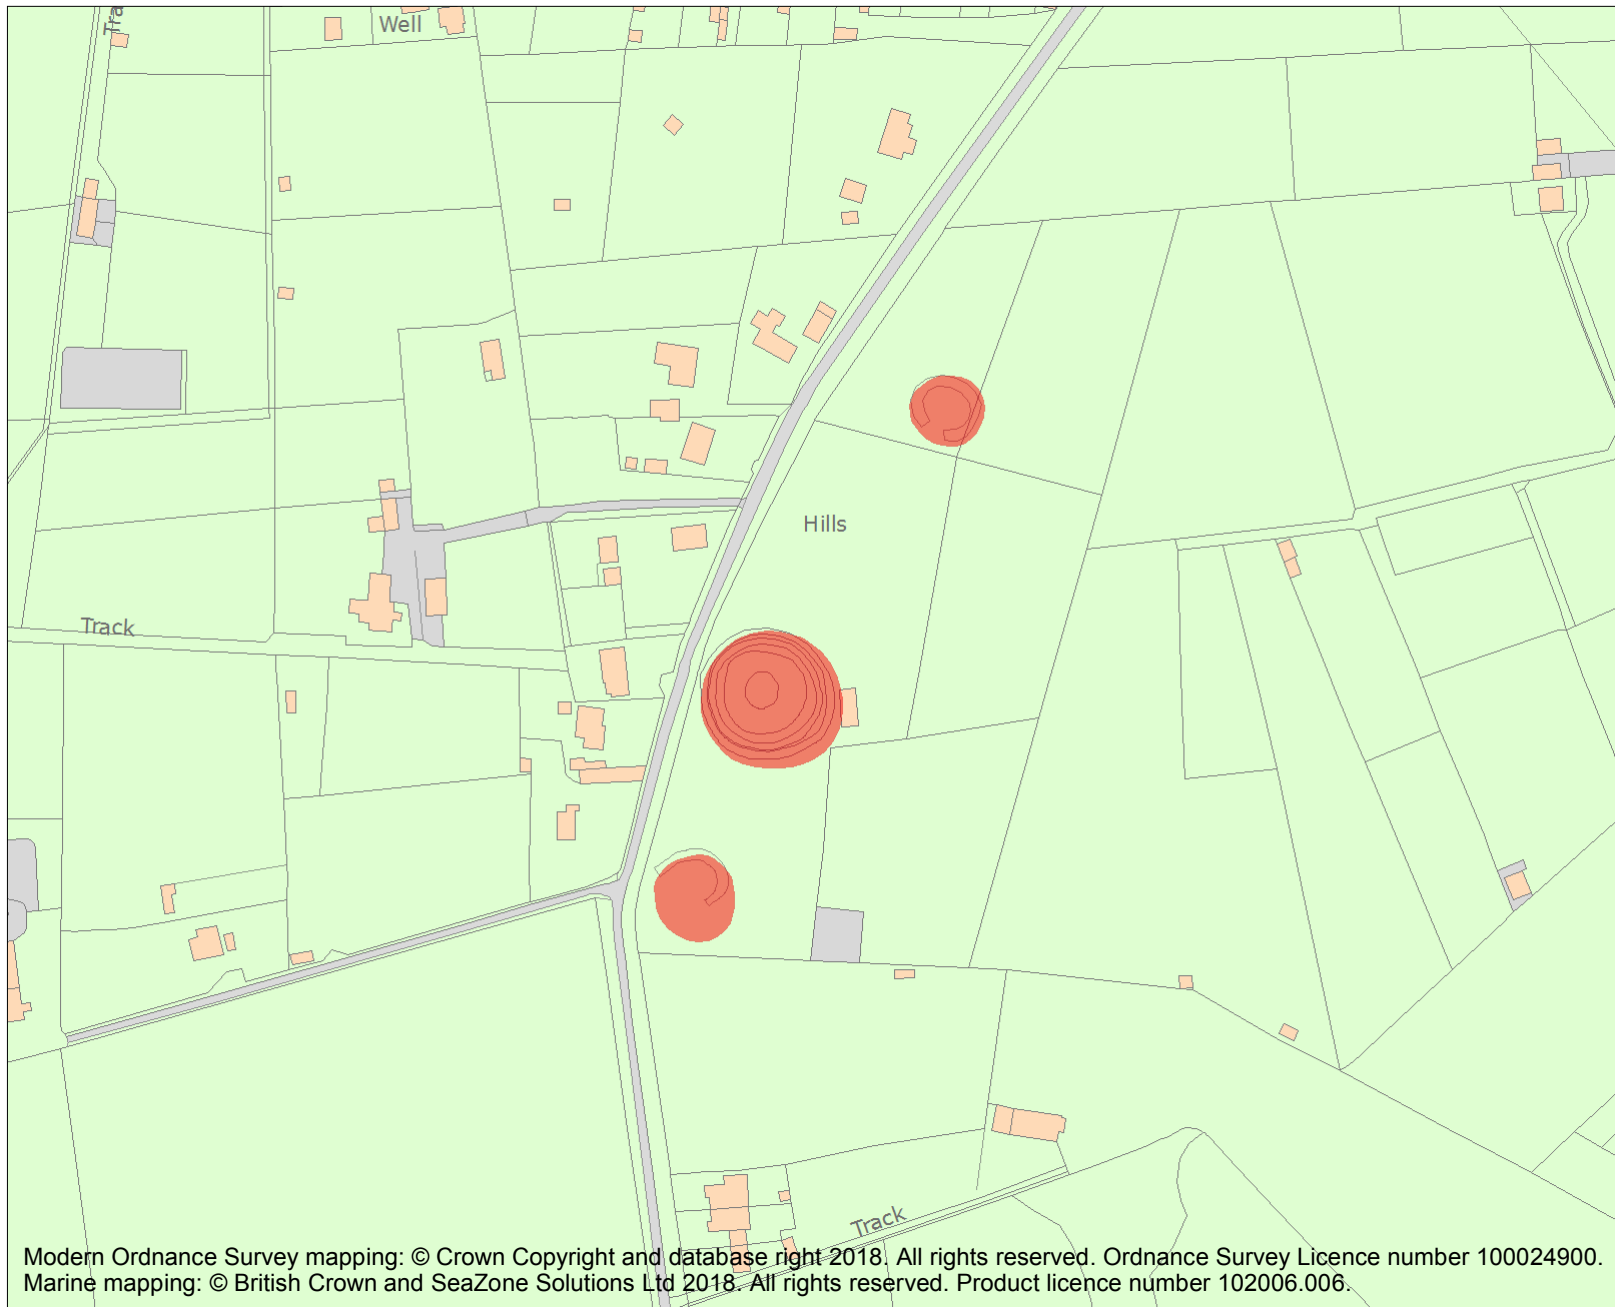 Tra
Well
Hills
Track
Track
Modern Ordnance Survey mapping: © Crown Copyright and database right 2018. All rights reserved. Ordnance Survey Licence number 100024900.
Marine mapping: © British Crown and SeaZone Solutions Ltd 2018. All rights reserved. Product licence number 102006.006.